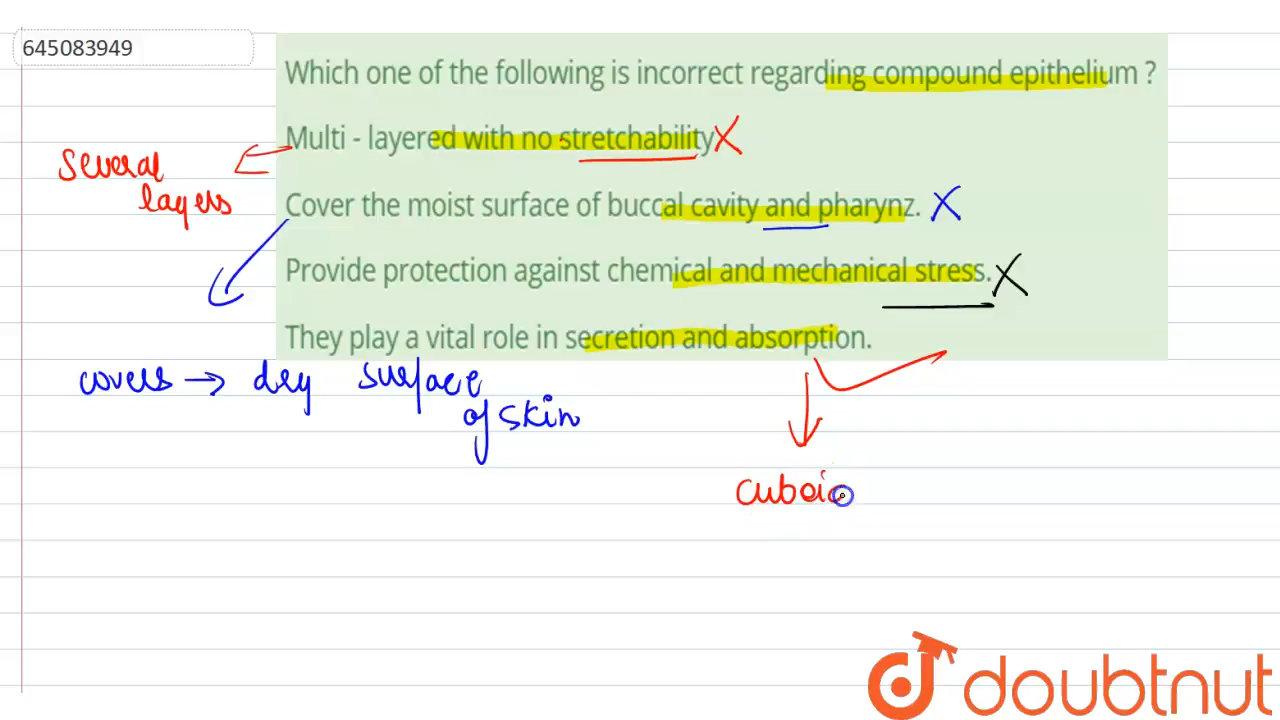 645083949
Which one of the following is incorrect regarding compound epithelium ?
Multi - layered with no stretchability X
several
layers
Cover the moist surface of buccal cavity and pharynz. X
Provide protection against chemical and mechanical stress. X
They play a vital role in secretion and absorption.
covers → dry surface
of skin
cuboi
doubtnut